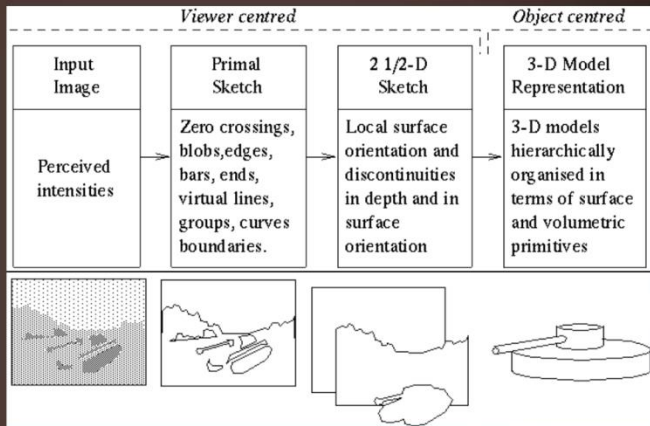 Viewer centred
Object centred
Input
Image
Perceived
intensities
Primal
Sketch
Zero crossings,
blobs,edges,
bars, ends,
virtual lines,
groups, curves
boundaries.
2 1/2-D
Sketch
Local surface
orientation and
discontinuities
in depth and in
surface
orientation
3-D Model
Representation
3-D models
hierarchically
organised in
terms of surface
and volumetric
primitives